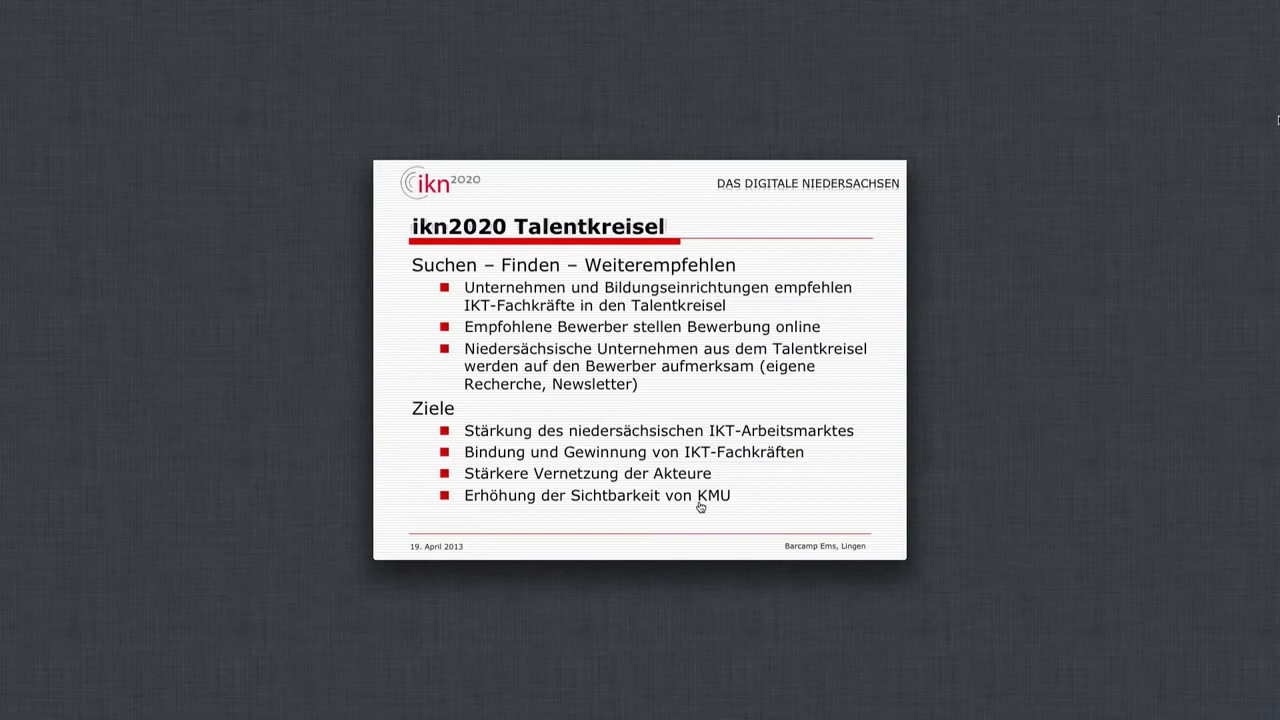 ikn2020
DAS DIGITALE NIEDERSACHSEN
ikn2020 Talentkreisel
Suchen – Finden – Weiterempfehlen
Unternehmen und Bildungseinrichtungen empfehlen
IKT-Fachkräfte in den Talentkreisel
Empfohlene Bewerber stellen Bewerbung online
Niedersächsische Unternehmen aus dem Talentkreisel
werden auf den Bewerber aufmerksam (eigene
Recherche, Newsletter)
Ziele
Stärkung des niedersächsischen IKT-Arbeitsmarktes
Bindung und Gewinnung von IKT-Fachkräften
Stärkere Vernetzung der Akteure
Erhöhung der Sichtbarkeit von KMU
19. April 2013
Barcamp Ems, Lingen